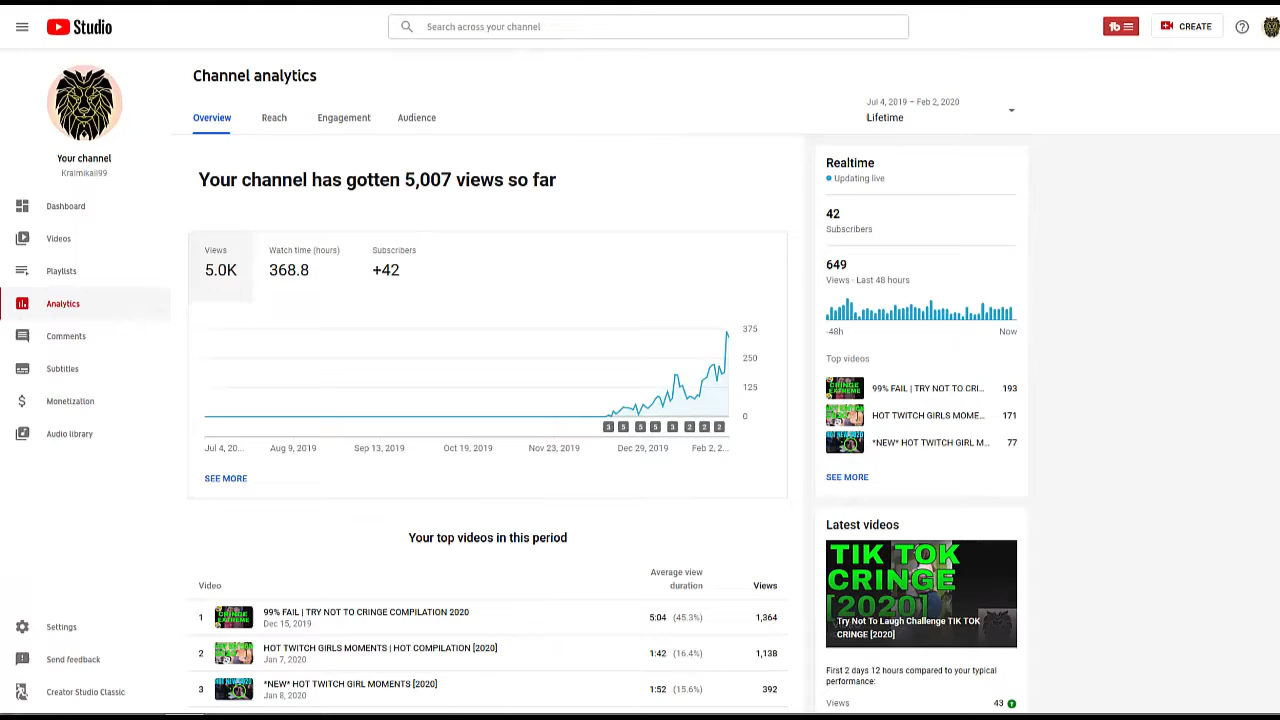 Studio
Search across your channel
CREATE
Channel analytics
Jul 4, 2019 – Feb 2, 2020
Lifetime
Overview
Reach
Engagement
Audience
Your channel
Kralmikail99
Dashboard
Videos
Playlists
Analytics
Comments
Subtitles
Monetization
Audio library
Settings
Send feedback
Creator Studio Classic
Your channel has gotten 5,007 views so far
Views
5.0K
Watch time (hours)
368.8
Subscribers
+42
375
250
125
0
3 5 5 5 3 2 2 2
Jul 4, 20... Aug 9, 2019 Sep 13, 2019 Oct 19, 2019 Nov 23, 2019 Dec 29, 2019 Feb 2, 2...
SEE MORE
Your top videos in this period
Video
Average view
duration
Views
1 99% FAIL | TRY NOT TO CRINGE COMPILATION 2020
Dec 15, 2019
5:04 (45.3%) 1,364
2 HOT TWITCH GIRLS MOMENTS | HOT COMPILATION [2020]
Jan 7, 2020
1:42 (16.4%) 1,138
3 *NEW* HOT TWITCH GIRL MOMENTS [2020]
Jan 8, 2020
1:52 (15.6%) 392
Realtime
Updating live
42
Subscribers
649
Views · Last 48 hours
-48h
Now
Top videos
CRINGE
EXTREME
99% FAIL | TRY NOT TO CRI... 193
HOT TWITCH GIRLS MOME... 171
*NEW* HOT TWITCH GIRL M... 77
SEE MORE
Latest videos
TIK TOK
CRINGE
[2020]
Try Not To Laugh Challenge TIK TOK
CRINGE [2020]
First 2 days 12 hours compared to your typical
performance:
Views 43